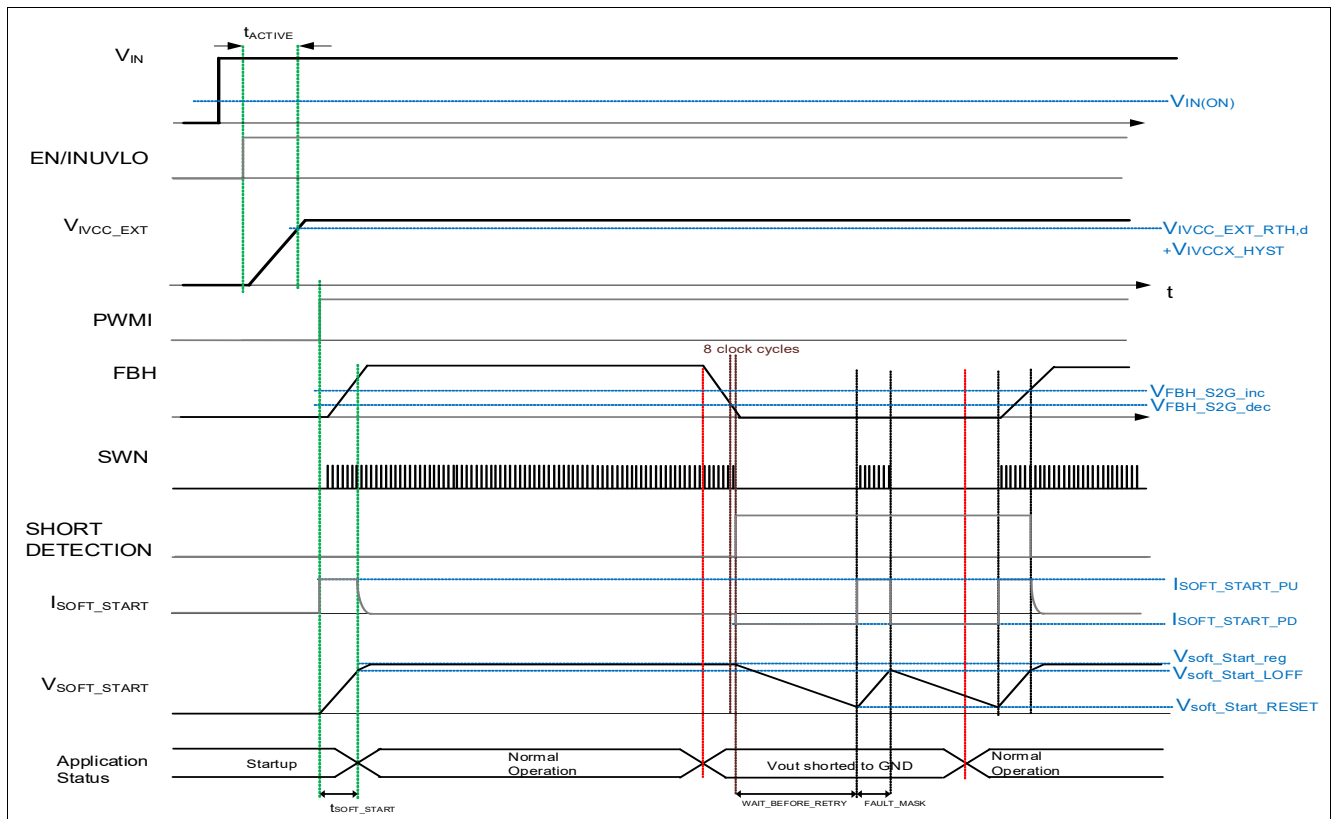 tACTIVE
VIN
VIN(ON)
EN/INUVLO
VIVCC_EXT
VIVCC_EXT_RTH,d
+VIVCCX_HYST
t
PWMI
8 clock cycles
FBH
VFBH_S2G_inc
VFBH_S2G_dec
SWN
SHORT
DETECTION
ISOFT_START_PU
ISOFT_START
ISOFT_START_PD
Vsoft_Start_reg
Vsoft_Start_LOFF
VSOFT_START
Vsoft_Start_RESET
Application
Status
Startup
Normal
Operation
Vout shorted to GND
Normal
Operation
tSOFT_START
WAIT_BEFORE_RETRY
FAULT_MASK